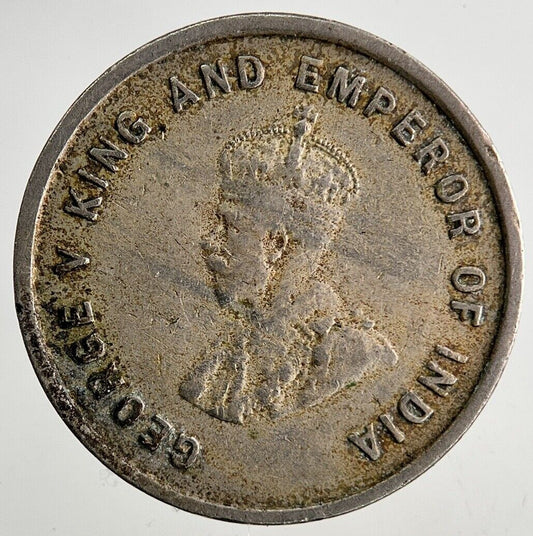 GEORGE V KING AND EMPEROR OF INDIA